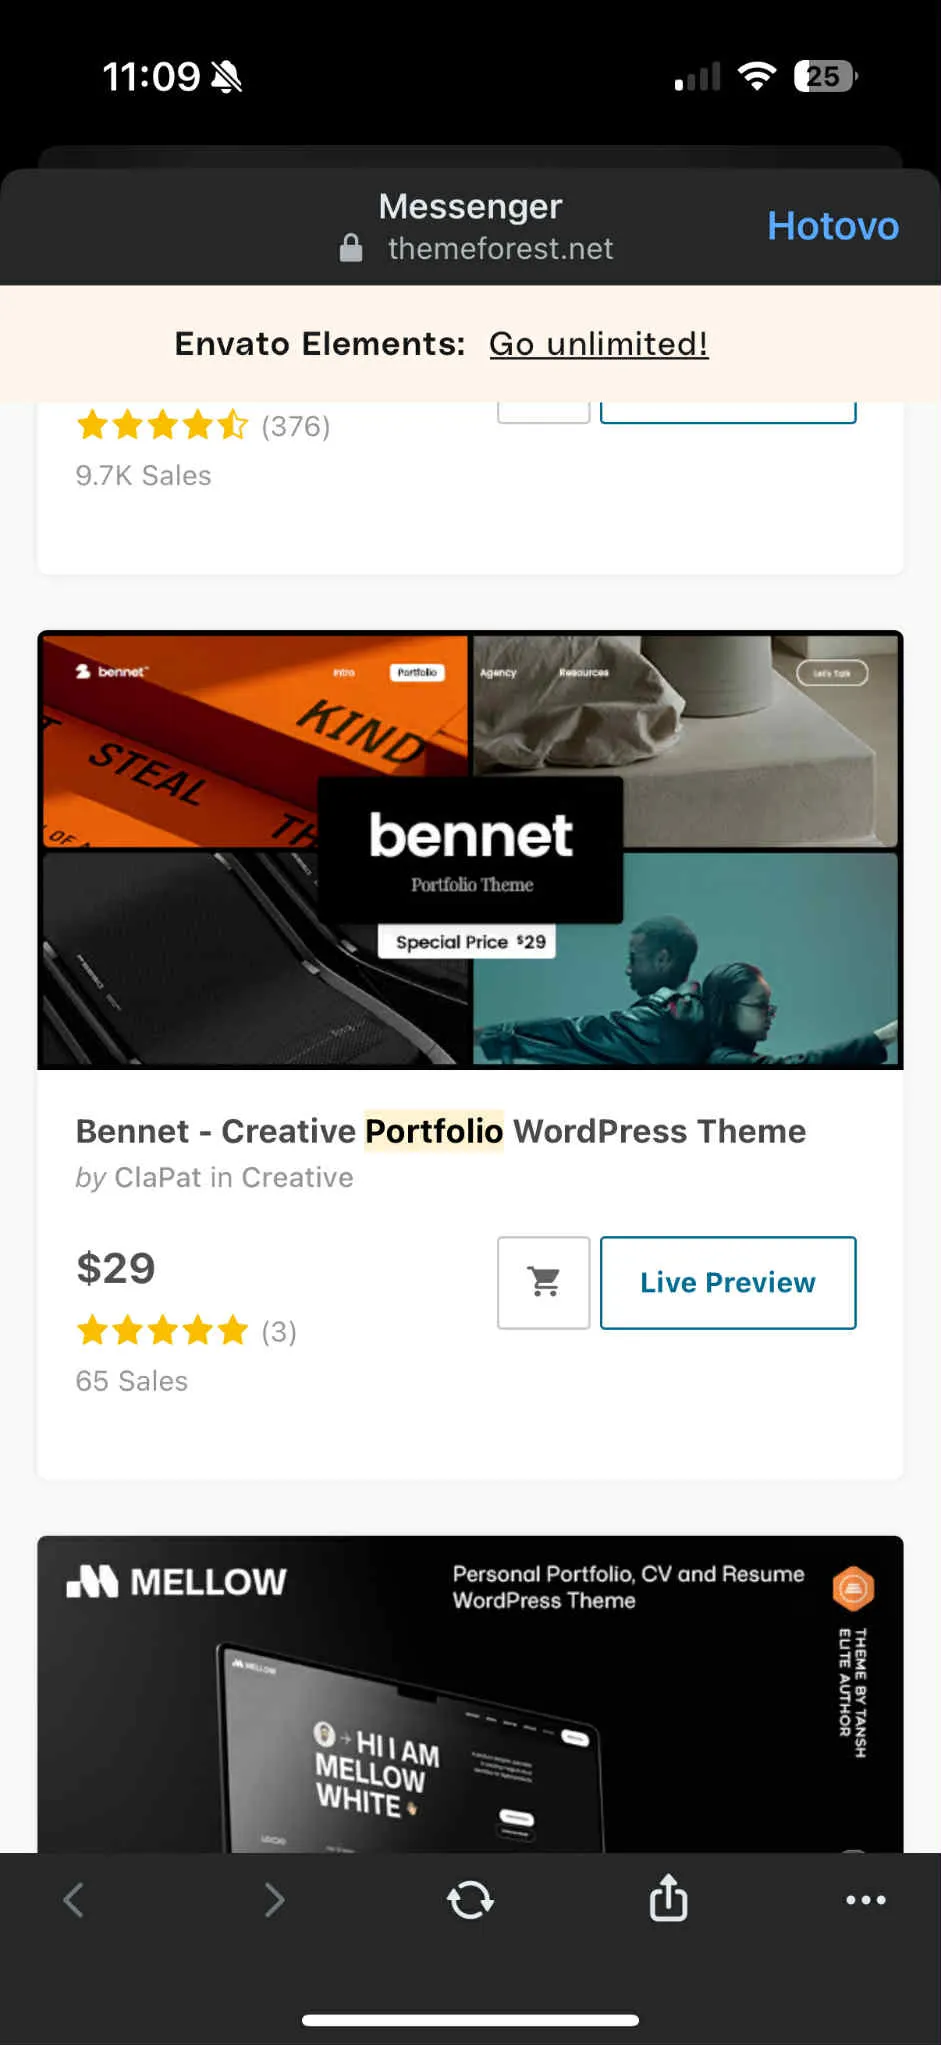 11:09
25
Messenger
themeforest.net
Hotovo
Envato Elements: Go unlimited!
(376)
9.7K Sales
bennet
Intro
Portfolio
Agency
Resources
Let's Talk
KIND
STEAL
bennet
Portfolio Theme
Special Price $29
Bennet - Creative Portfolio WordPress Theme
by ClaPat in Creative
$29
Live Preview
(3)
65 Sales
MELLOW
Personal Portfolio, CV and Resume
WordPress Theme
THEME BY TANSH
ELITE AUTHOR
MELLOW
HI I AM
MELLOW
WHITE